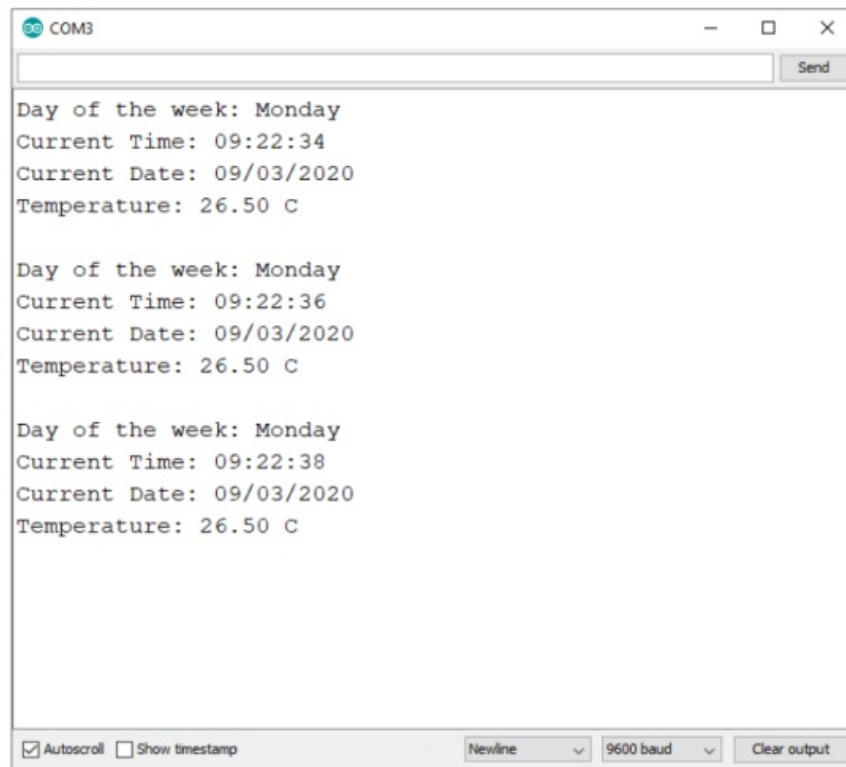 COM3
Send
Day of the week: Monday
Current Time: 09:22:34
Current Date: 09/03/2020
Temperature: 26.50 C
Day of the week: Monday
Current Time: 09:22:36
Current Date: 09/03/2020
Temperature: 26.50 C
Day of the week: Monday
Current Time: 09:22:38
Current Date: 09/03/2020
Temperature: 26.50 C
Autoscroll Show timestamp Newline 9600 baud Clear output